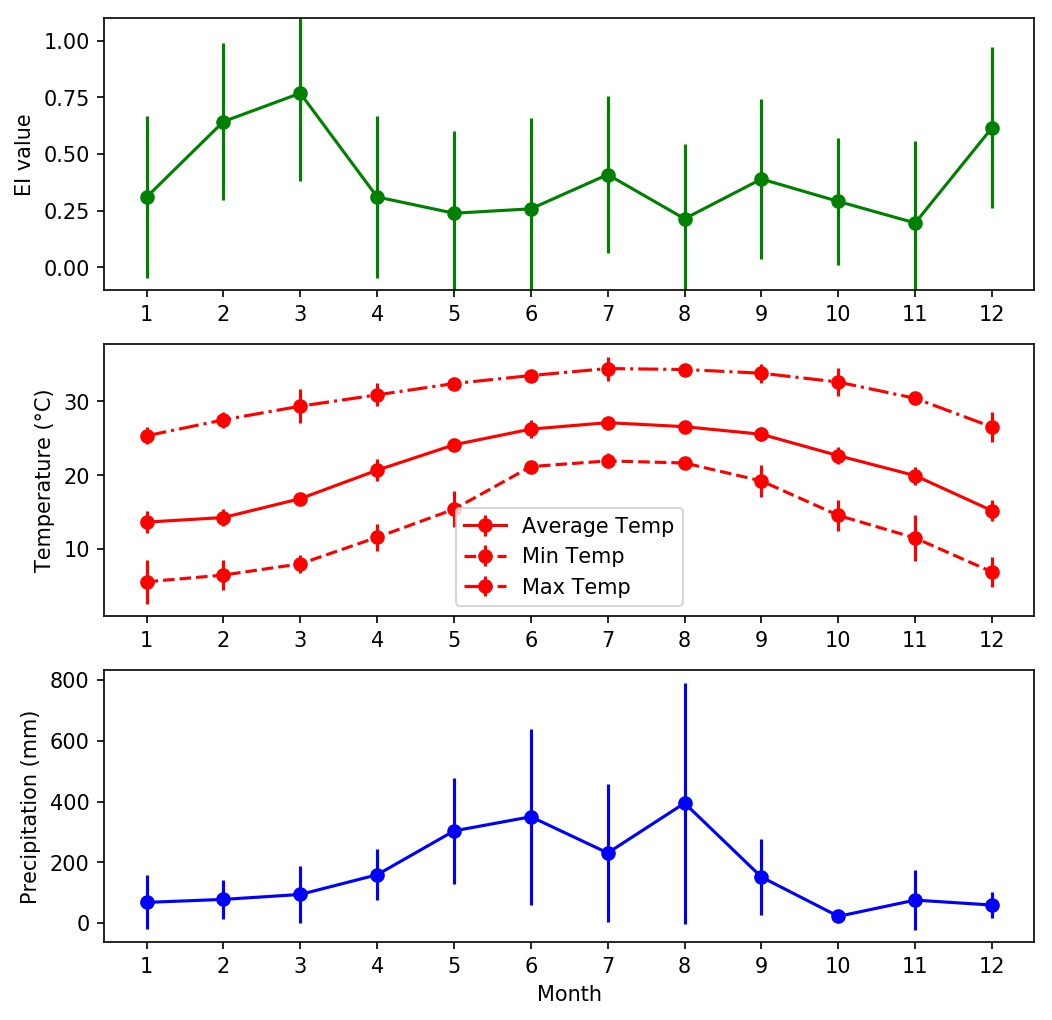 1.00
0.75
0.50
0.25
0.00
EI value
1 2 3 4 5 6 7 8 9 10 11 12
30
20
10
Temperature (°C)
Average Temp
Min Temp
Max Temp
1 2 3 4 5 6 7 8 9 10 11 12
800
600
400
200
0
Precipitation (mm)
1 2 3 4 5 6 7 8 9 10 11 12
Month